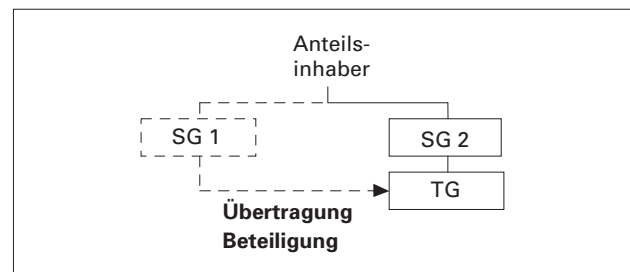 Anteils-
inhaber
SG 1
SG 2
TG
Übertragung
Beteiligung